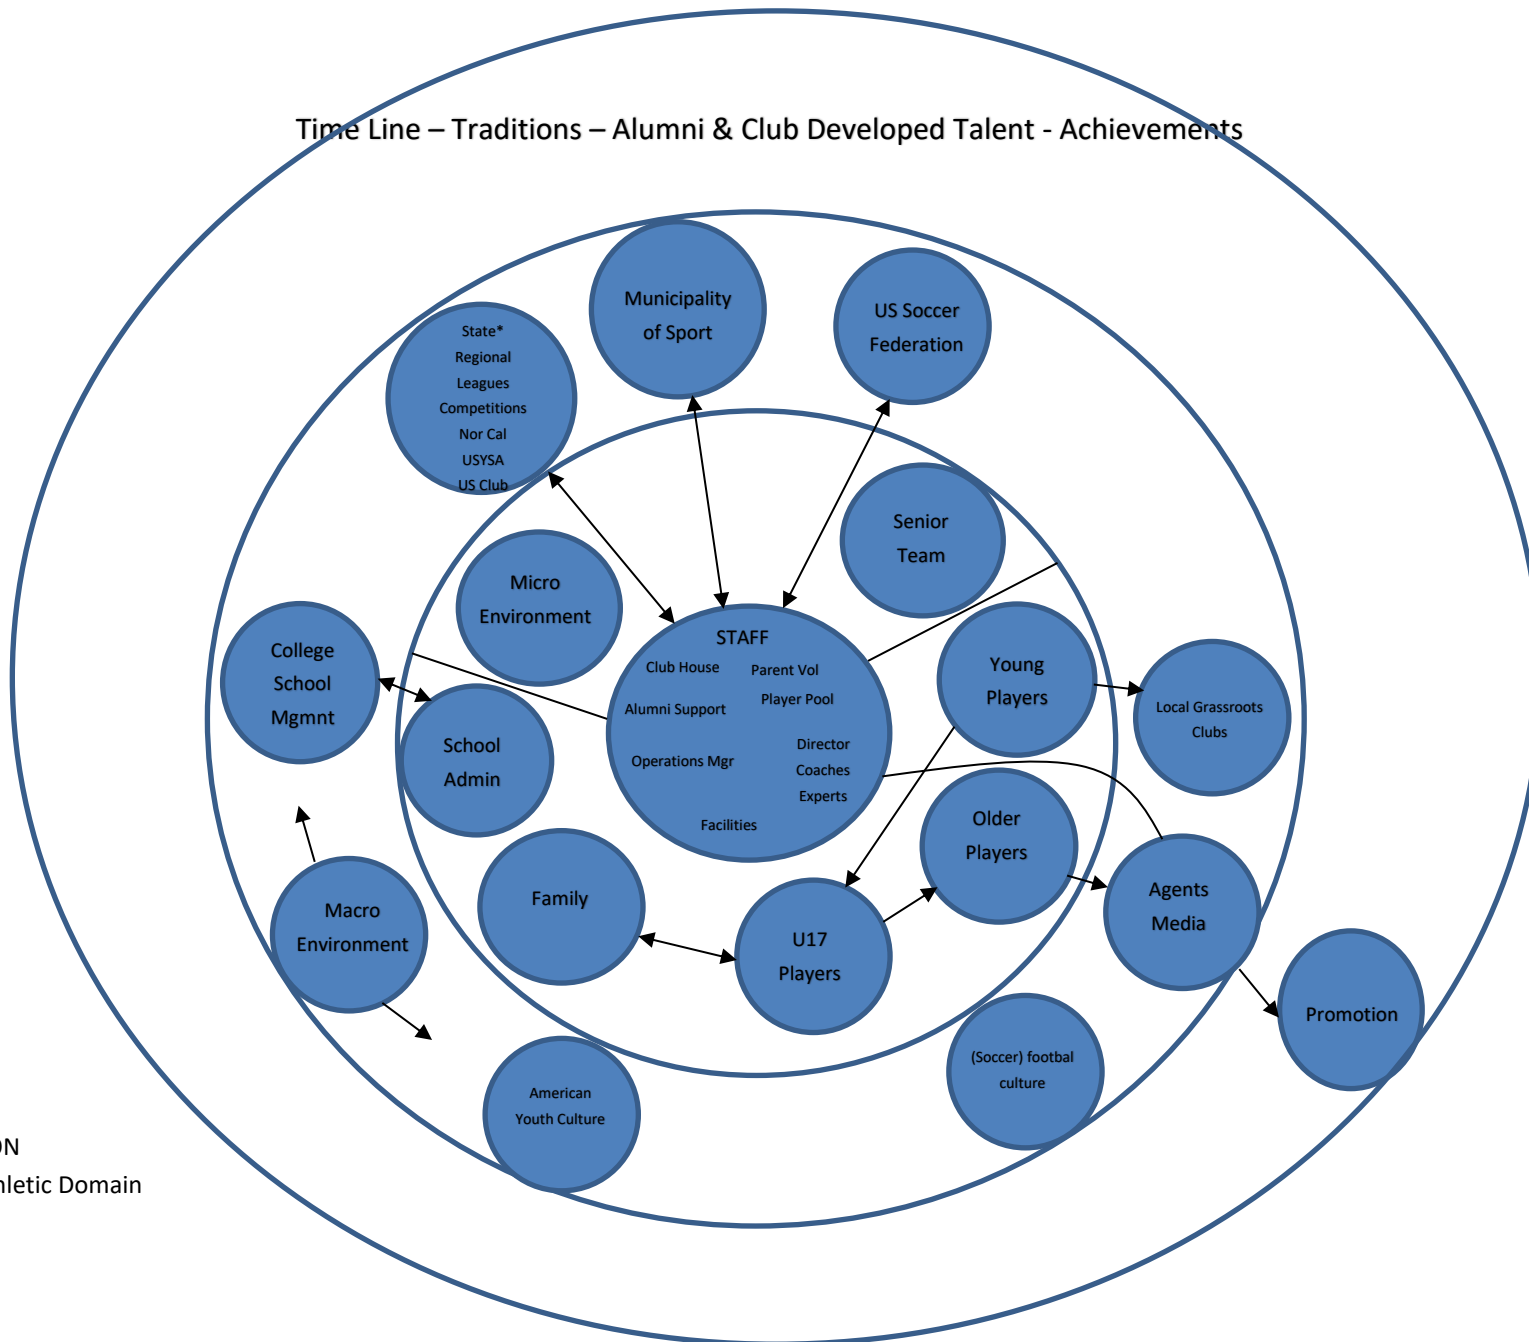 Time Line – Traditions – Alumni & Club Developed Talent - Achievements
Municipality
of Sport
US Soccer
Federation
State*
Regional
Leagues
Competitions
Nor Cal
USYSA
US Club
Senior
Team
Micro
Environment
STAFF
Club House
Parent Vol
Player Pool
Alumni Support
Director
Coaches
Experts
Operations Mgr
Facilities
College
School
Mgmnt
School
Admin
Young
Players
Local Grassroots
Clubs
Older
Players
Agents
Media
Family
Macro
Environment
U17
Players
Promotion
(Soccer) footbal
culture
American
Youth Culture
ON
hletic Domain